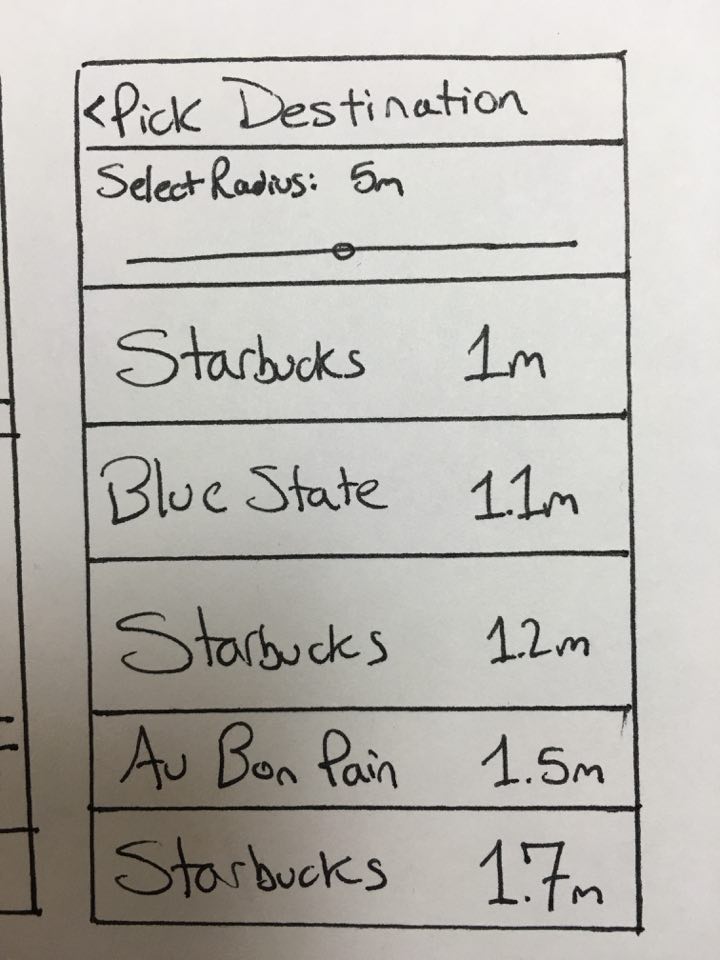 <Pick Destination
Select Radius: 5m
Starbucks 1m
Blue State 1.1m
Starbucks 1.2m
Au Bon Pain 1.5m
Starbucks 1.7m